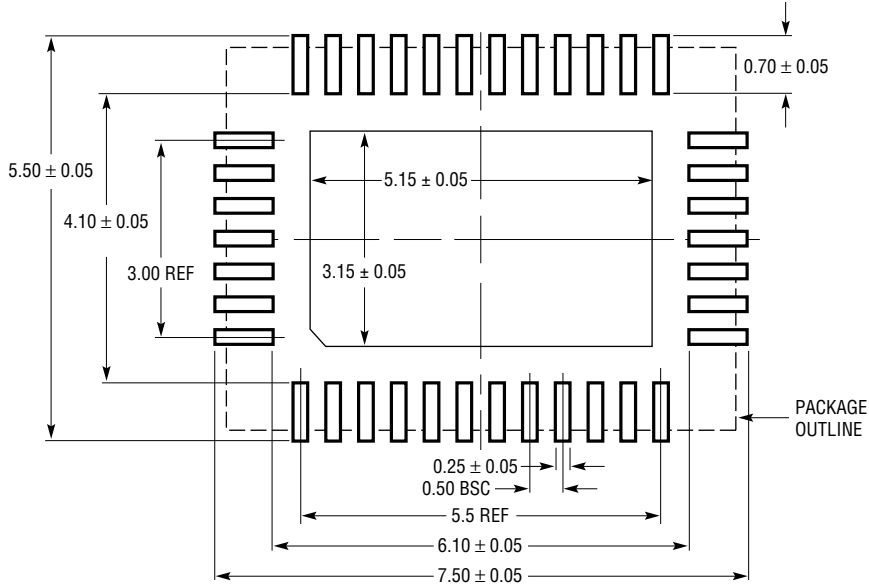 0.70 ± 0.05
5.50 ± 0.05
5.15 ± 0.05
4.10 ± 0.05
3.00 REF
3.15 ± 0.05
PACKAGE
OUTLINE
0.25 ± 0.05
0.50 BSC
5.5 REF
6.10 ± 0.05
7.50 ± 0.05